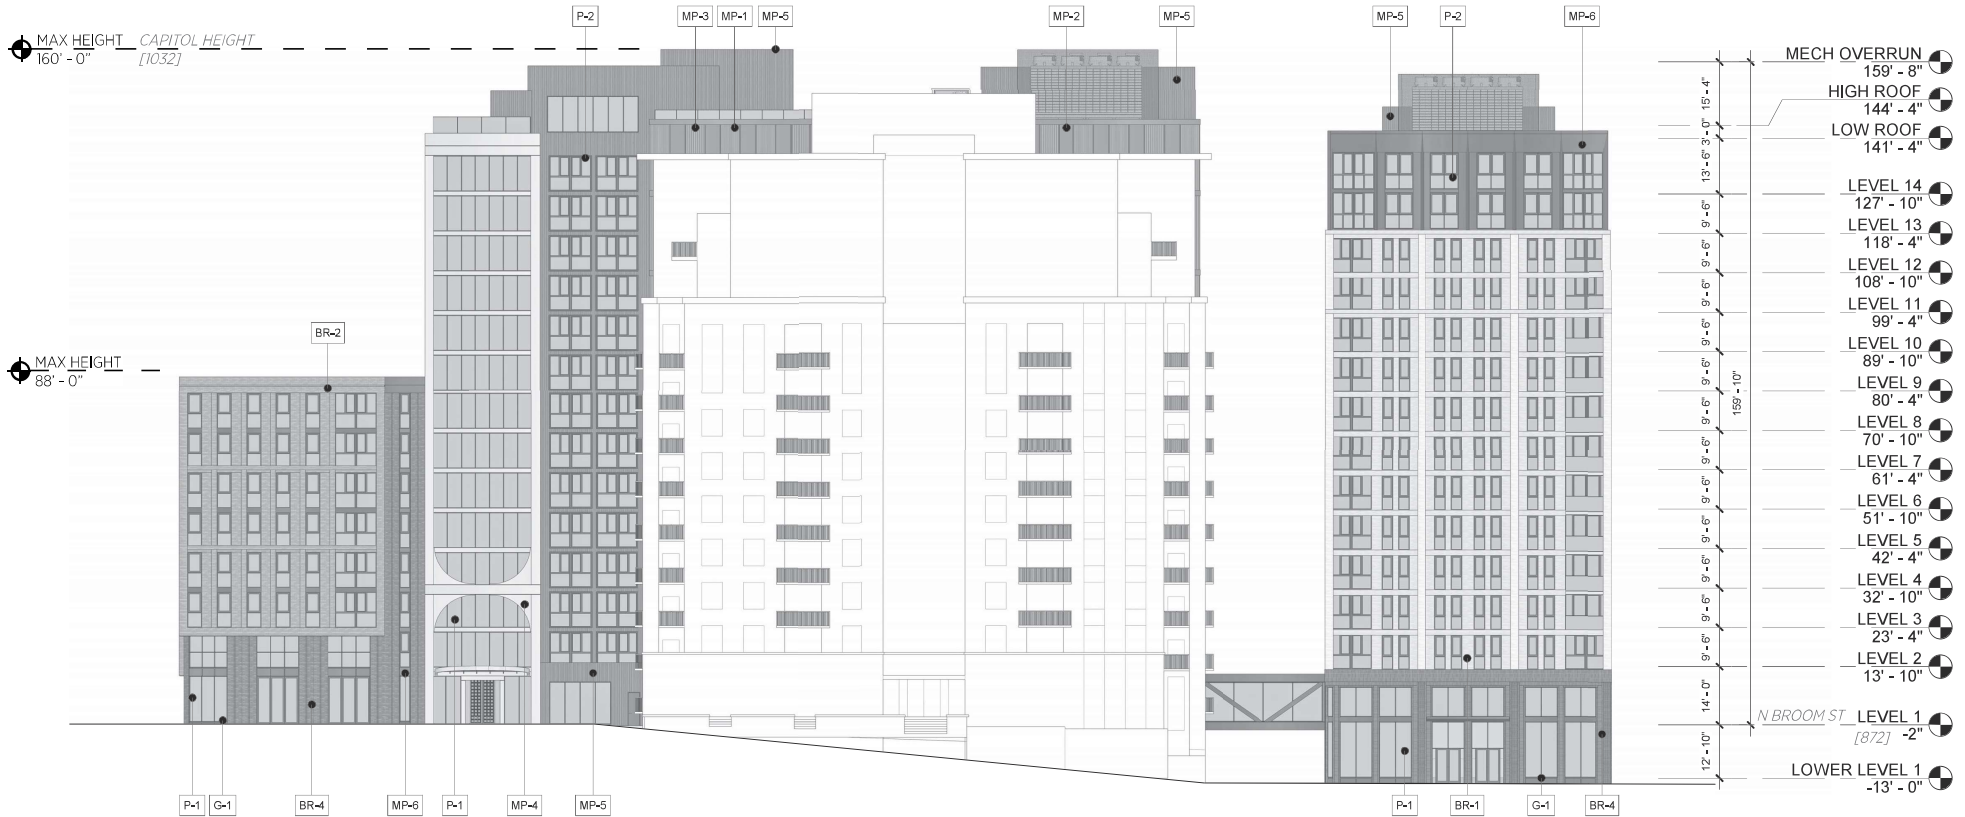 P-2
MP-3
MP-1
MP-5
MP-2
MP-5
MP-5
P-2
MP-6
MAX HEIGHT
160' - 0"
CAPITOL HEIGHT
[1032]
BR-2
MAX HEIGHT
88' - 0"
MECH OVERRUN
159' - 8"
HIGH ROOF
144' - 4"
LOW ROOF
141' - 4"
LEVEL 14
127' - 10"
LEVEL 13
118' - 4"
LEVEL 12
108' - 10"
LEVEL 11
99' - 4"
LEVEL 10
89' - 10"
LEVEL 9
80' - 4"
LEVEL 8
70' - 10"
LEVEL 7
61' - 4"
LEVEL 6
51' - 10"
LEVEL 5
42' - 4"
LEVEL 4
32' - 10"
LEVEL 3
23' - 4"
LEVEL 2
13' - 10"
N BROOM ST
[872]
LEVEL 1
-2"
LOWER LEVEL 1
-13' - 0"
15' - 4"
3' - 0"
13' - 6"
9' - 6"
9' - 6"
9' - 6"
9' - 6"
9' - 6"
9' - 6"
9' - 6"
9' - 6"
9' - 6"
9' - 6"
9' - 6"
9' - 6"
14' - 0"
12' - 10"
159' - 10"
P-1
G-1
BR-4
MP-6
P-1
MP-4
MP-5
P-1
BR-1
G-1
BR-4